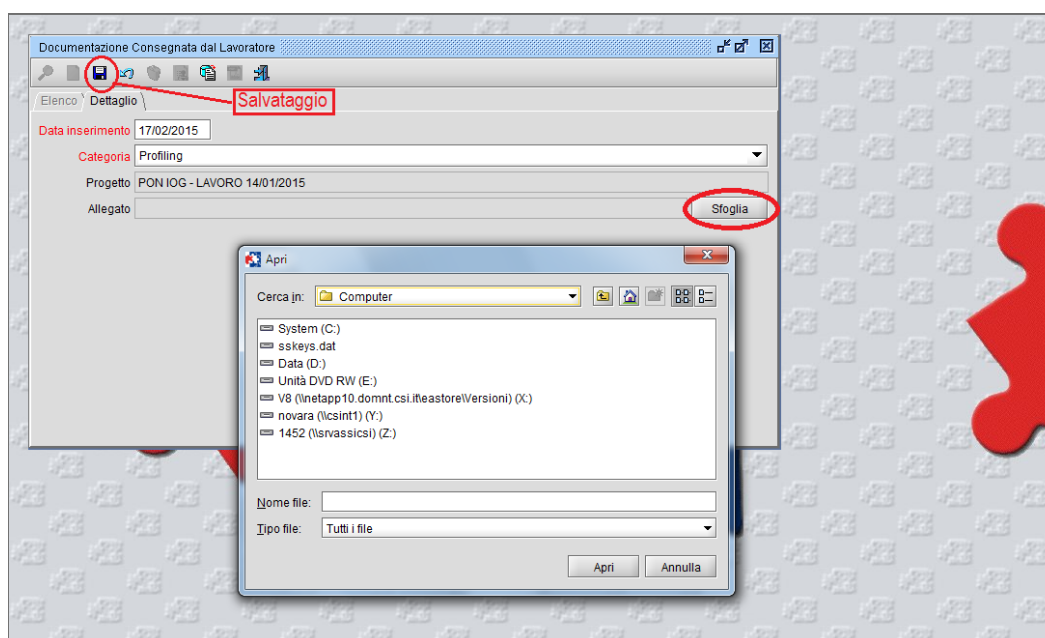 Documentazione Consegnata dal Lavoratore
Salvataggio
Elenco Dettaglio
Data inserimento 17/02/2015
Categoria Profiling
Progetto PON IOG - LAVORO 14/01/2015
Allegato Sfoglia
Apri
Cerca in: Computer
System (C:)
sskeys.dat
Data (D:)
Unità DVD RW (E:)
V8 (\\netapp10.domnt.csi.it\eastore\Versioni) (X:)
novara (\\csint1) (Y:)
1452 (\\srvassicsi) (Z:)
Nome file:
Tipo file: Tutti i file
Apri Annulla